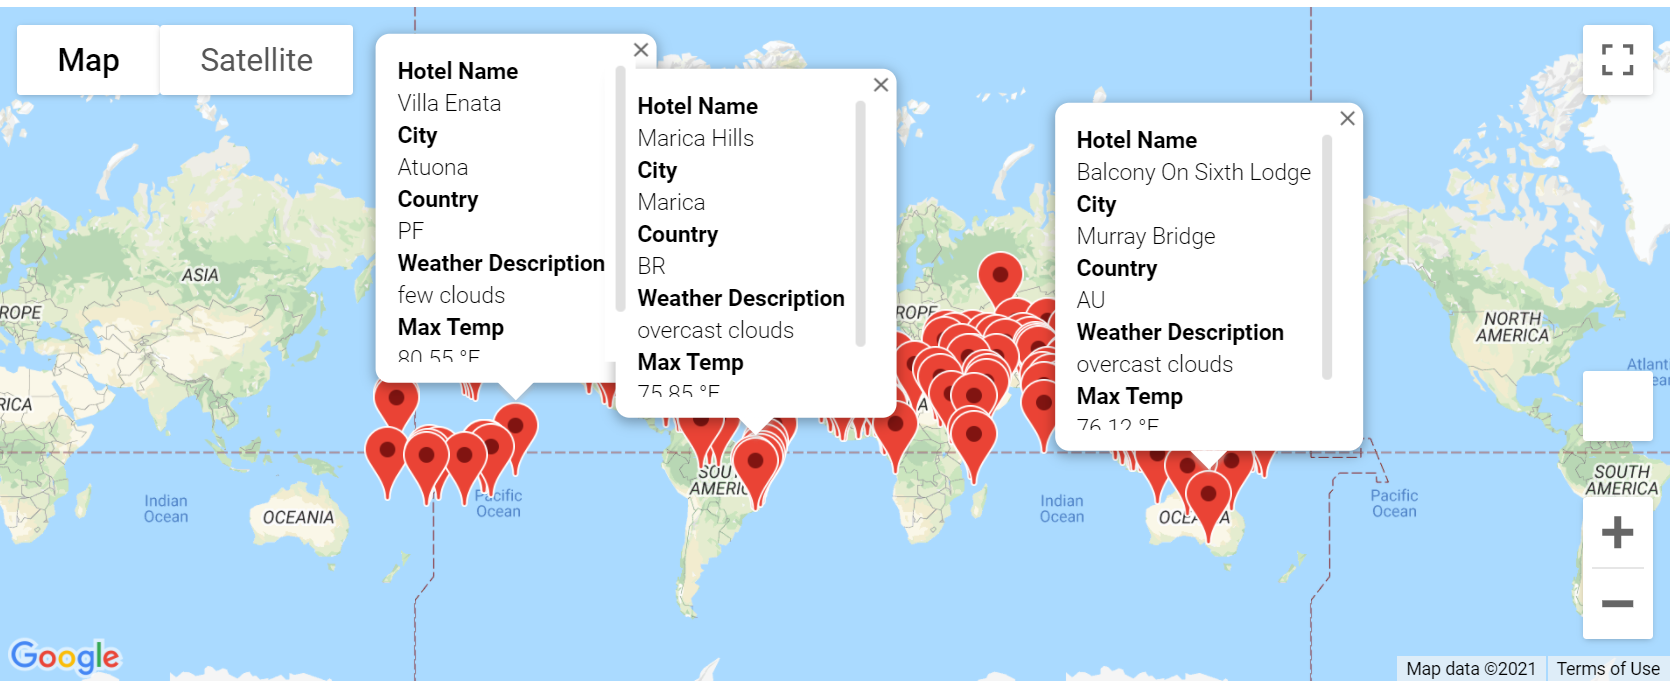 Map
Satellite
Hotel Name
Villa Enata
City
Atuona
Country
PF
Weather Description
few clouds
Max Temp
80.55 °F
Hotel Name
Marica Hills
City
Marica
Country
BR
Weather Description
overcast clouds
Max Temp
75.85 °F
Hotel Name
Balcony On Sixth Lodge
City
Murray Bridge
Country
AU
Weather Description
overcast clouds
Max Temp
76.12 °F
ASIA
ROPE
RICA
Indian
Ocean
OCEANIA
Pacific
Ocean
SOU
AMERIC
ROPE
A
Indian
Ocean
OCE
A
Pacific
Ocean
NORTH
AMERICA
Atlant
ea
SOUTH
AMERICA
Google
Map data ©2021
Terms of Use